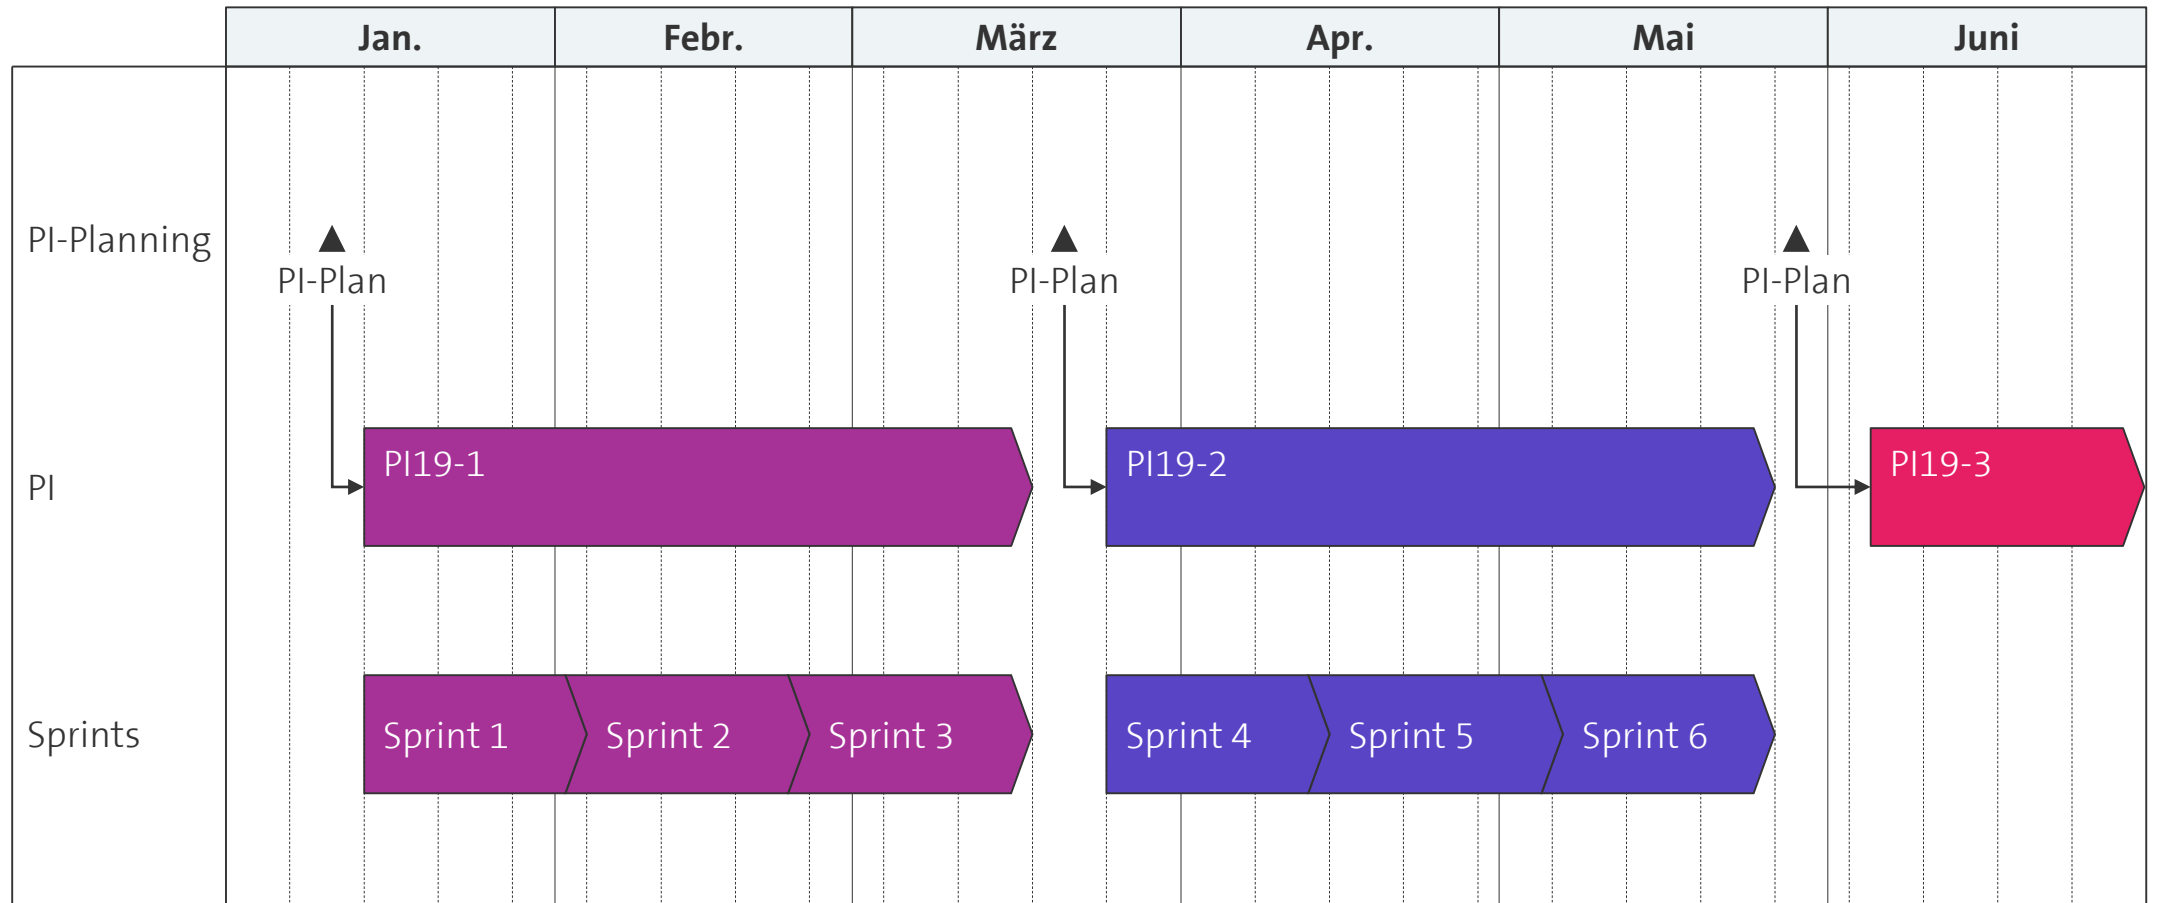 Jan. Febr. März Apr. Mai Juni
PI-Planning
PI-Plan PI-Plan PI-Plan
PI PI19-1 PI19-2 PI19-3
Sprints Sprint 1 Sprint 2 Sprint 3 Sprint 4 Sprint 5 Sprint 6